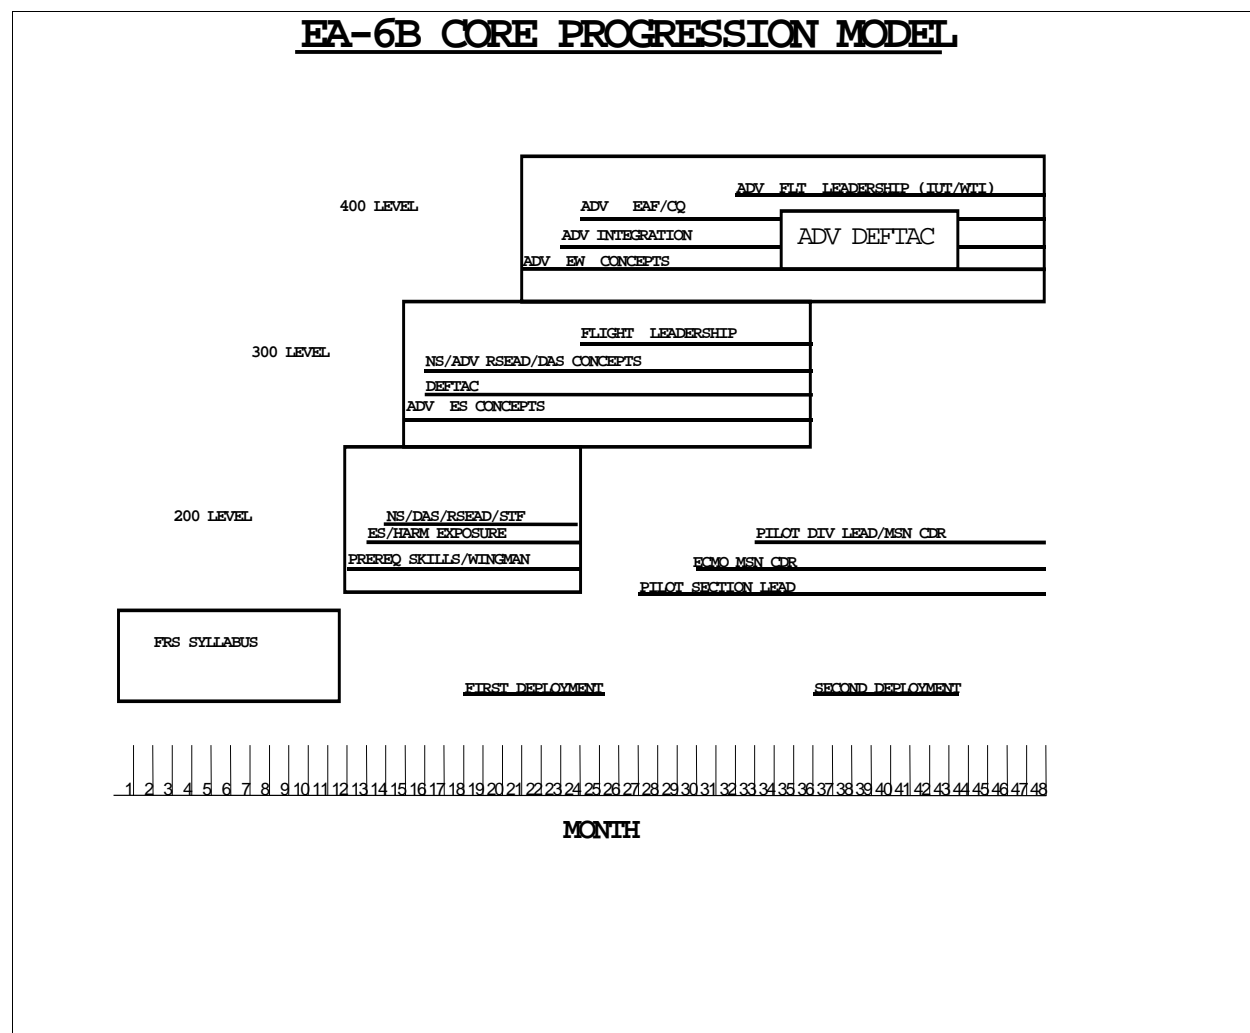 EA-6B CORE PROGRESSION MODEL
ADV FLT LEADERSHIP (IUT/WTI)
400 LEVEL
ADV EAF/CQ
ADV INTEGRATION
ADV DEFTAC
ADV EW CONCEPTS
FLIGHT LEADERSHIP
300 LEVEL
NS/ADV RSEAD/DAS CONCEPTS
DEFTAC
ADV ES CONCEPTS
200 LEVEL
NS/DAS/RSEAD/STF
ES/HARM EXPOSURE
PREREQ SKILLS/WINGMAN
PILOT DIV LEAD/MSN CDR
ECMO MSN CDR
PILOT SECTION LEAD
FRS SYLLABUS
FIRST DEPLOYMENT
SECOND DEPLOYMENT
1 2 3 4 5 6 7 8 9 10 11 12 13 14 15 16 17 18 19 20 21 22 23 24 25 26 27 28 29 30 31 32 33 34 35 36 37 38 39 40 41 42 43 44 45 46 47 48
MONTH